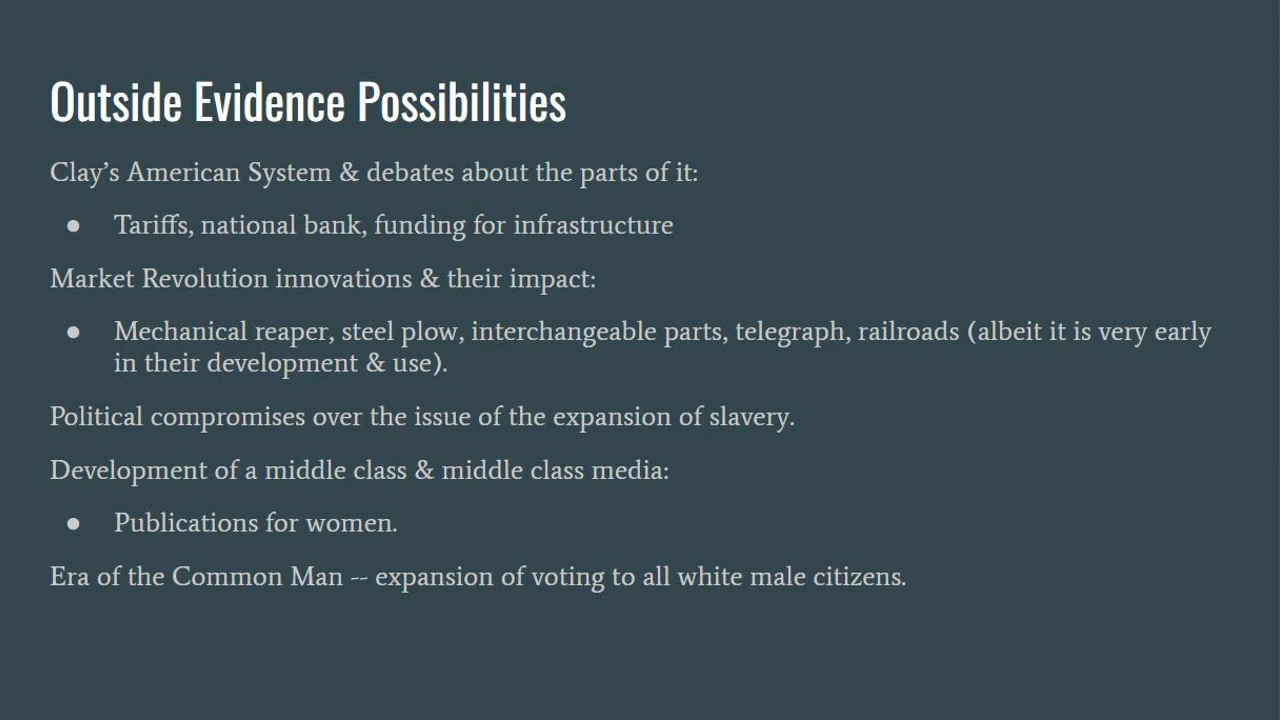 Outside Evidence Possibilities
Clay’s American System & debates about the parts of it:
● Tariffs, national bank, funding for infrastructure
Market Revolution innovations & their impact:
● Mechanical reaper, steel plow, interchangeable parts, telegraph, railroads (albeit it is very early
in their development & use).
Political compromises over the issue of the expansion of slavery.
Development of a middle class & middle class media:
● Publications for women.
Era of the Common Man -- expansion of voting to all white male citizens.